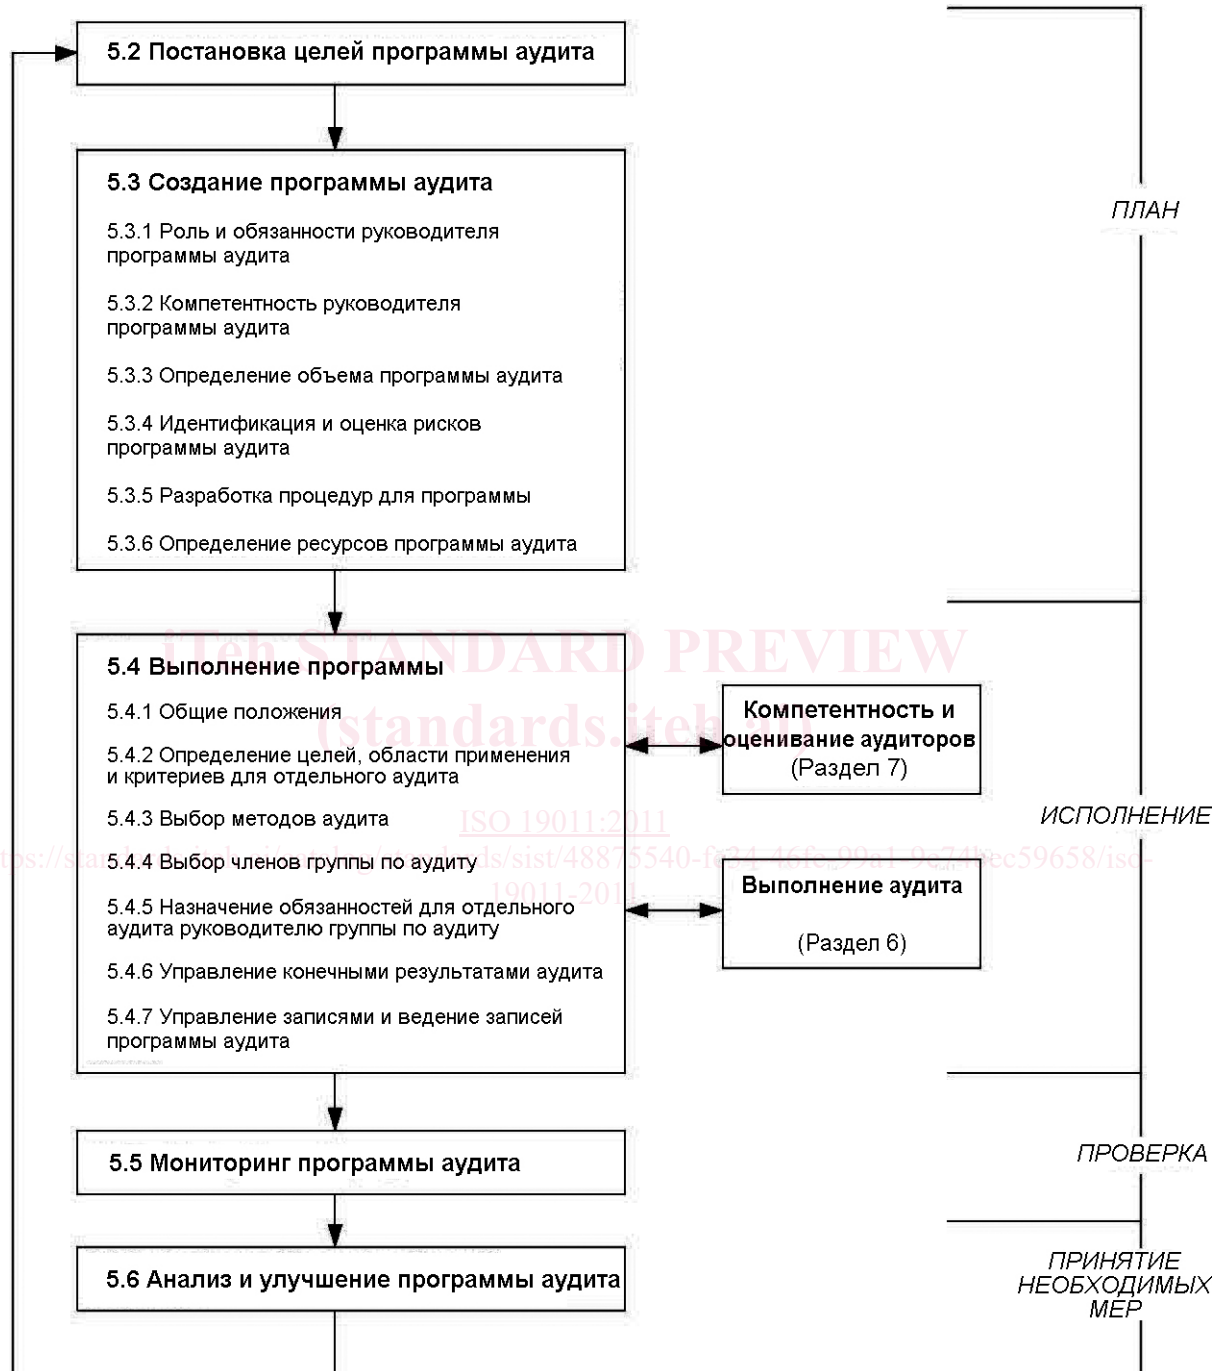 5.2 Постановка целей программы аудита
5.3 Создание программы аудита
5.3.1 Роль и обязанности руководителя
программы аудита
5.3.2 Компетентность руководителя
программы аудита
5.3.3 Определение объема программы аудита
5.3.4 Идентификация и оценка рисков
программы аудита
5.3.5 Разработка процедур для программы
5.3.6 Определение ресурсов программы аудита
ПЛАН
iTeh STANDARD PREVIEW
(standards.iteh.ai)
5.4 Выполнение программы
5.4.1 Общие положения
5.4.2 Определение целей, области применения
и критериев для отдельного аудита
5.4.3 Выбор методов аудита
5.4.4 Выбор членов группы по аудиту
5.4.5 Назначение обязанностей для отдельного
аудита руководителю группы по аудиту
5.4.6 Управление конечными результатами аудита
5.4.7 Управление записями и ведение записей
программы аудита
Компетентность и
оценивание аудиторов
(Раздел 7)
ISO 19011:2011
19011-2011
Выполнение аудита
(Раздел 6)
ИСПОЛНЕНИЕ
5.5 Мониторинг программы аудита
ПРОВЕРКА
5.6 Анализ и улучшение программы аудита
ПРИНЯТИЕ
НЕОБХОДИМЫХ
МЕР